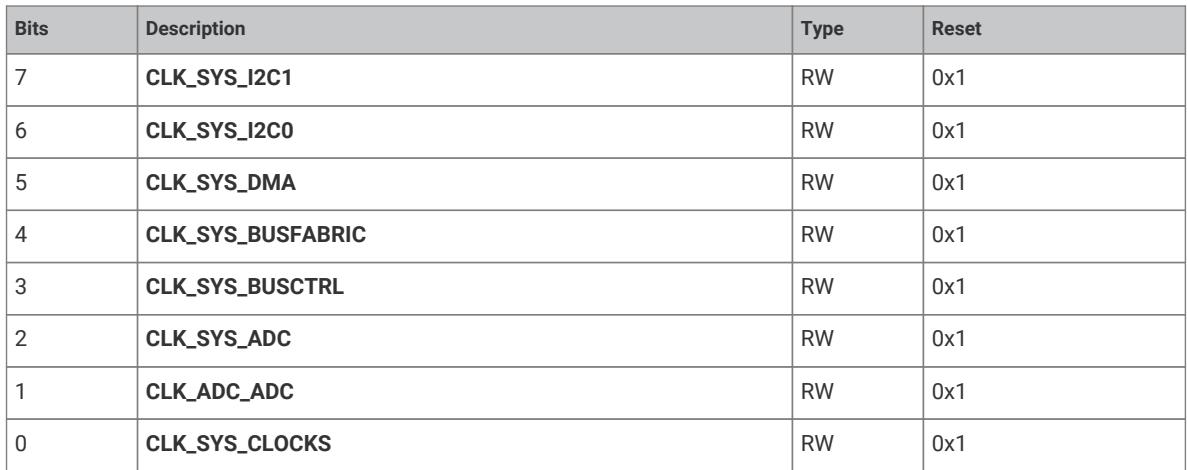 Bits Description Type Reset
7 CLK_SYS_I2C1 RW 0x1
6 CLK_SYS_I2C0 RW 0x1
5 CLK_SYS_DMA RW 0x1
4 CLK_SYS_BUSFABRIC RW 0x1
3 CLK_SYS_BUSCTRL RW 0x1
2 CLK_SYS_ADC RW 0x1
1 CLK_ADC_ADC RW 0x1
0 CLK_SYS_CLOCKS RW 0x1